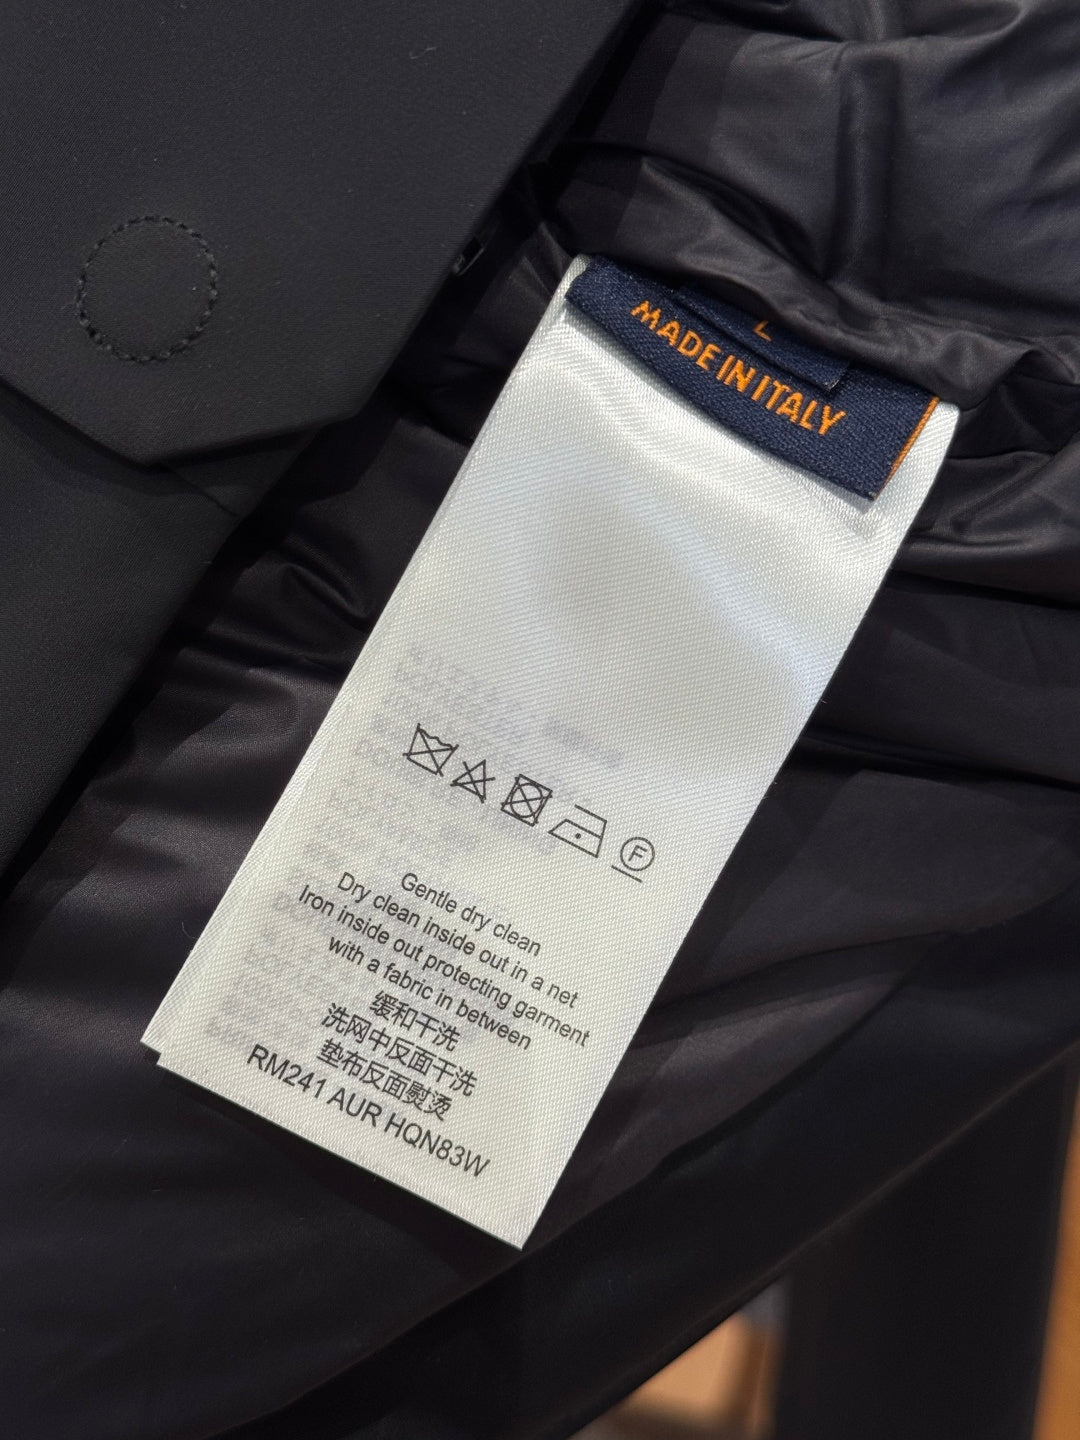 L
MADE IN ITALY
F
Gentle dry clean
Dry clean inside out in a net
Iron inside out protecting garment
with a fabric in between
缓和干洗
洗网中反面干洗
垫布反面熨烫
RM241 AUR HQN83W